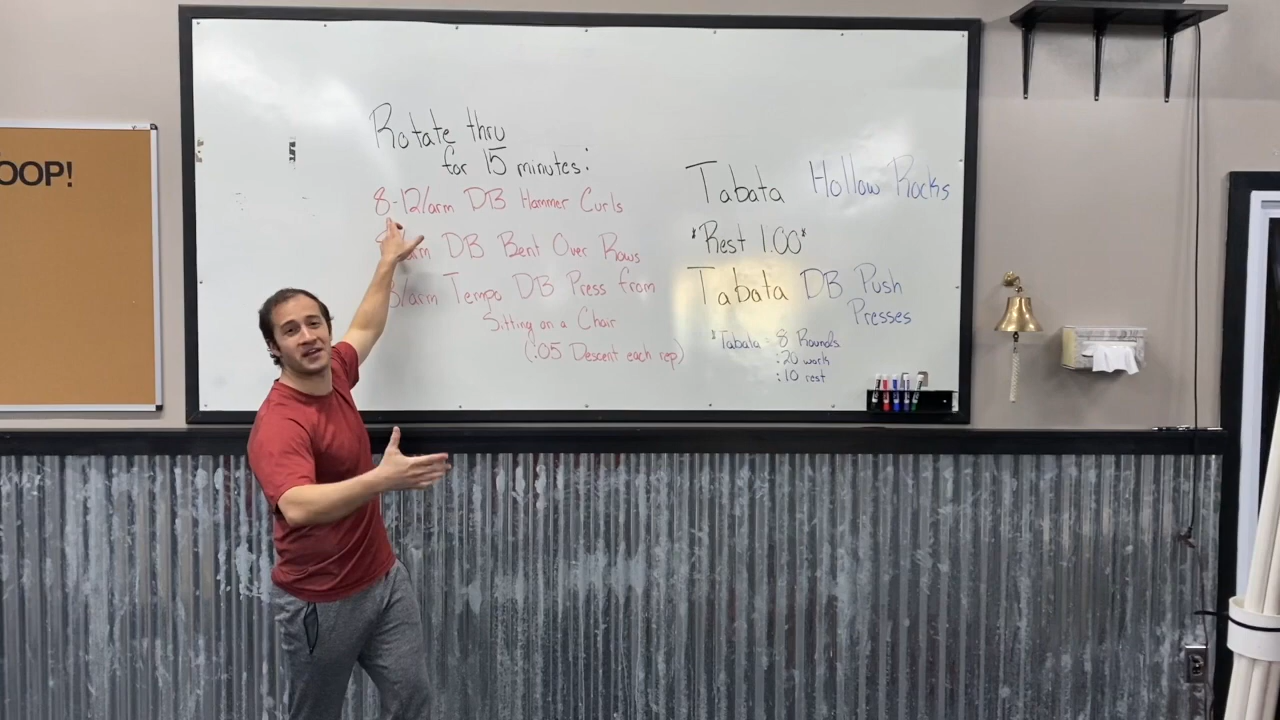 OOP!
Rotate thru
for 15 minutes:
8-12/arm DB Hammer Curls
arm DB Bent Over Rows
8/arm Tempo DB Press from
Sitting on a Chair
(:05 Descent each rep)
Tabata Hollow Rocks
*Rest 1:00*
Tabata DB Push
Presses
*Tabata = 8 Rounds
:20 work
:10 rest